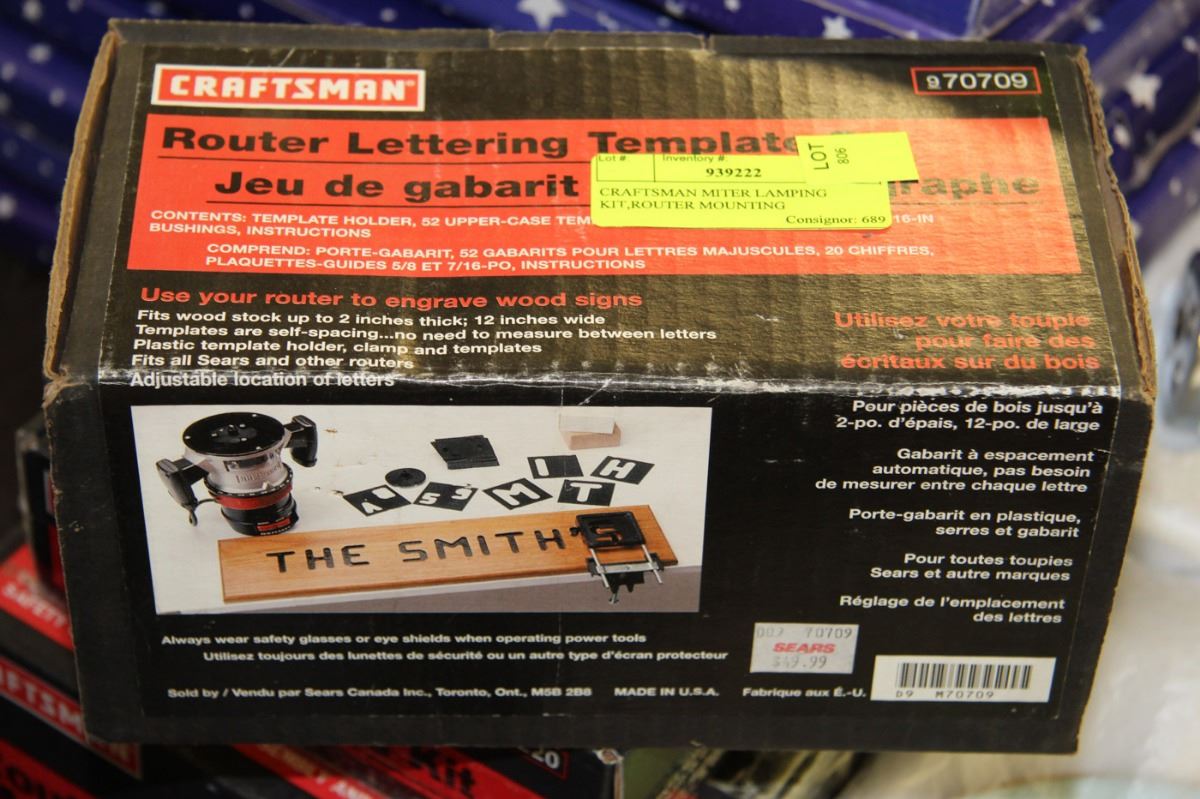 CRAFTSMAN
970709
Router Lettering Template
Jeu de gabarit
CONTENTS: TEMPLATE HOLDER, 52 UPPER-CASE
16-IN
BUSHINGS, INSTRUCTIONS
COMPREND: PORTE-GABARIT, 52 GABARITS POUR LETTRES MAJUSCULES, 20 CHIFFRES,
PLAQUETTES-GUIDES 5/8 ET 7/16-PO, INSTRUCTIONS
Lot #
Inventory #
939222
CRAFTSMAN MITER LAMPING
KIT,ROUTER MOUNTING
Consignor: 689
LOT
806
Use your router to engrave wood signs
Fits wood stock up to 2 inches thick; 12 inches wide
Templates are self-spacing...no need to measure between letters
Plastic template holder, clamp and templates
Fits all Sears and other routers
Adjustable location of letters
Utilisez votre toupie
pour faire des
écritaux sur du bois
Pour pièces de bois jusqu'à
2-po. d'épais, 12-po. de large
Gabarit à espacement
automatique, pas besoin
de mesurer entre chaque lettre
Porte-gabarit en plastique,
serres et gabarit
Pour toutes toupies
Sears et autre marques
Réglage de l'emplacement
des lettres
I H
M T
THE SMITH'S
Always wear safety glasses or eye shields when operating power tools
Utilisez toujours des lunettes de sécurité ou un autre type d'écran protecteur
Sold by / Vendu par Sears Canada Inc., Toronto, Ont., M5B 2B8 MADE IN U.S.A. Fabrique aux É.-U.
70709
SEARS
$49.99
D9 M70709